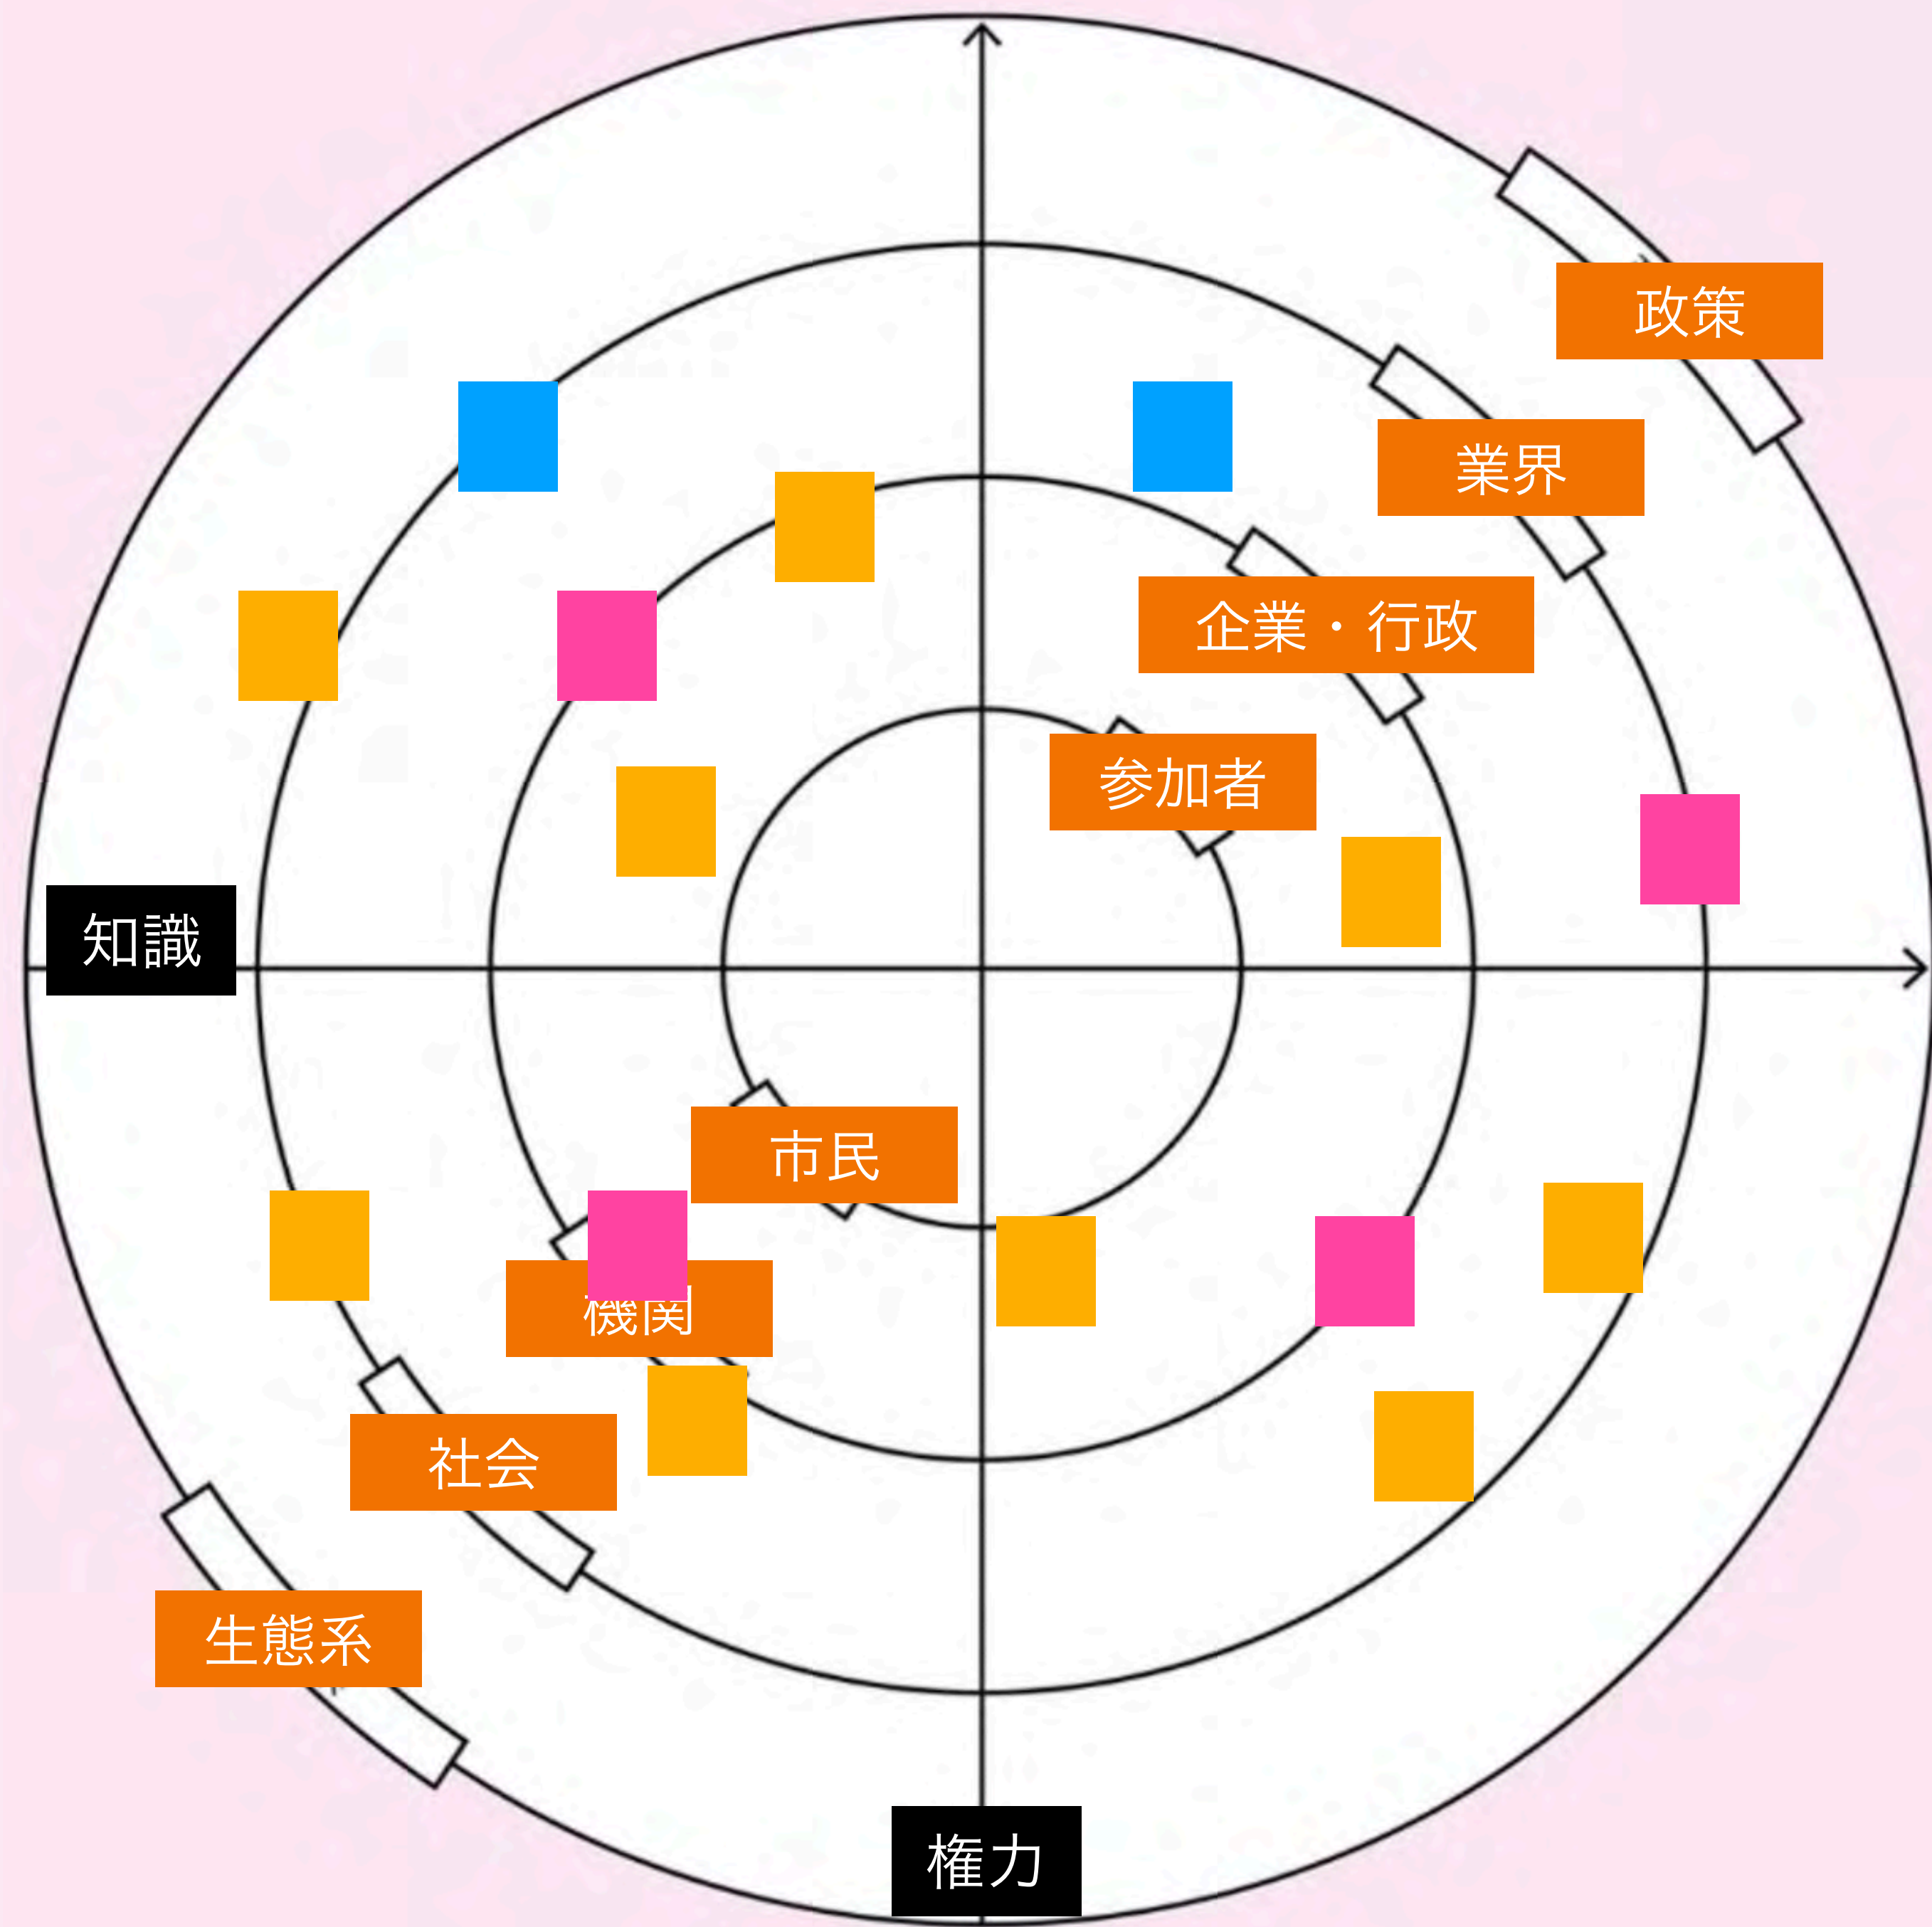 政策
業界
企業・行政
参加者
知識
市民
機関
社会
生態系
権力